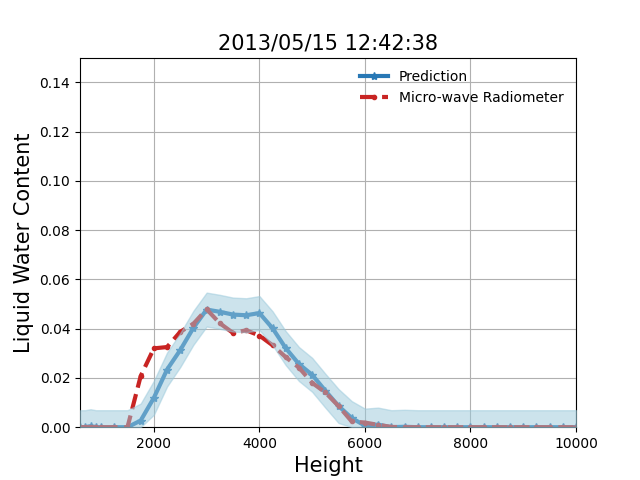 2013/05/15 12:42:38
Prediction
Micro-wave Radiometer
Liquid Water Content
0.14
0.12
0.10
0.08
0.06
0.04
0.02
0.00
2000 4000 6000 8000 10000
Height